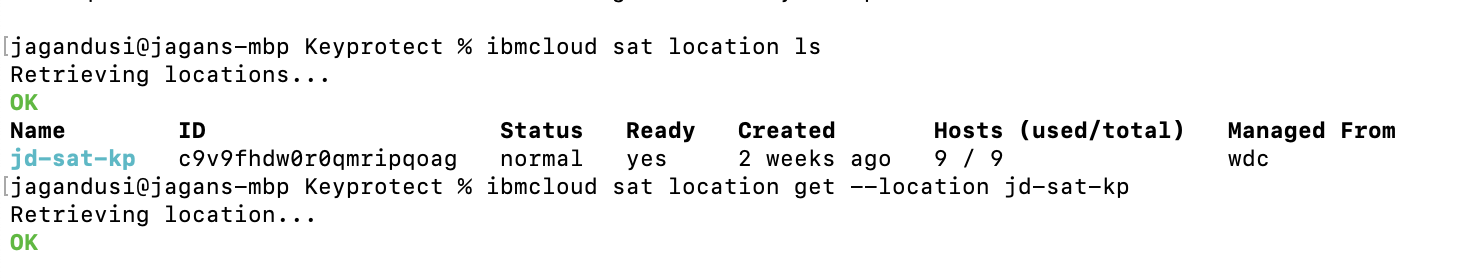 jagandusi@jagans-mbp Keyprotect % ibmcloud sat location ls
Retrieving locations...
OK
Name ID Status Ready Created Hosts (used/total) Managed From
jd-sat-kp c9v9fhdw0r0qmripqoag normal yes 2 weeks ago 9 / 9 wdc
jagandusi@jagans-mbp Keyprotect % ibmcloud sat location get --location jd-sat-kp
Retrieving location...
OK